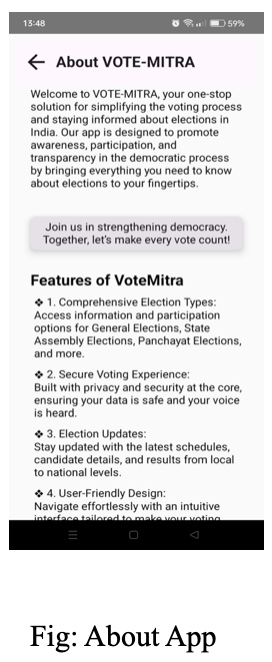 13:48
59%
About VOTE-MITRA
Welcome to VOTE-MITRA, your one-stop
solution for simplifying the voting process
and staying informed about elections in
India. Our app is designed to promote
awareness, participation, and
transparency in the democratic process
by bringing everything you need to know
about elections to your fingertips.
Join us in strengthening democracy.
Together, let's make every vote count!
Features of VoteMitra
❖ 1. Comprehensive Election Types:
Access information and participation
options for General Elections, State
Assembly Elections, Panchayat Elections,
and more.
❖ 2. Secure Voting Experience:
Built with privacy and security at the core,
ensuring your data is safe and your voice
is heard.
❖ 3. Election Updates:
Stay updated with the latest schedules,
candidate details, and results from local
to national levels.
❖ 4. User-Friendly Design:
Navigate effortlessly with an intuitive
interface tailored to make your voting
Fig: About App